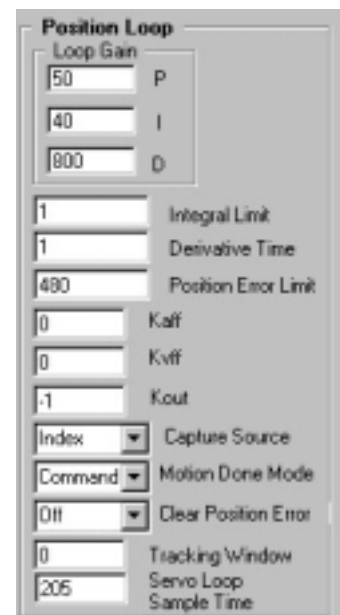 Position Loop
Loop Gain
50 P
40 I
800 D
1 Integral Limit
1 Derivative Time
480 Position Error Limit
0 Kaff
0 Kvff
-1 Kout
Index Capture Source
Command Motion Done Mode
Off Clear Position Error
0 Tracking Window
205 Servo Loop
Sample Time